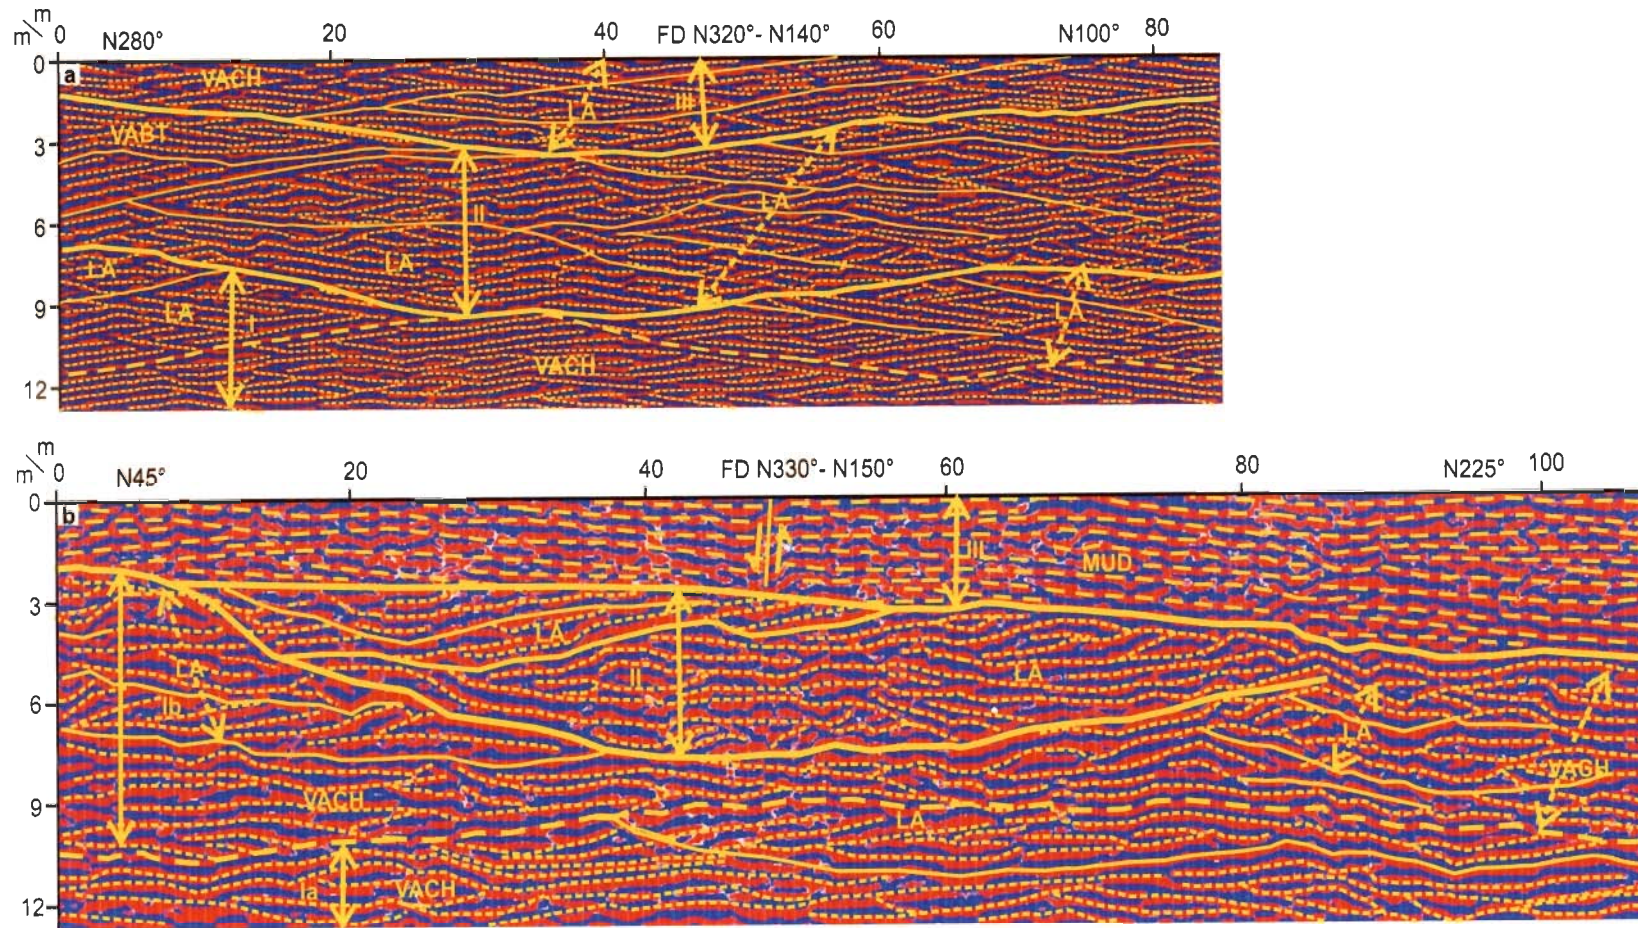 m/m 0 N280° 20 40 FD N320°- N140° 60 N100° 80
0 a VACH
LA III
VABT
3
LA
6 II
LA LA
9 LA I LA
VACH
12
m/m 0 N45° 20 40 FD N330°- N150° 60 80 N225° 100
0 b
III MUD
3
LA
LA II LA
6 Ib
LA
VACH VACH
9 LA
Ia VACH
12